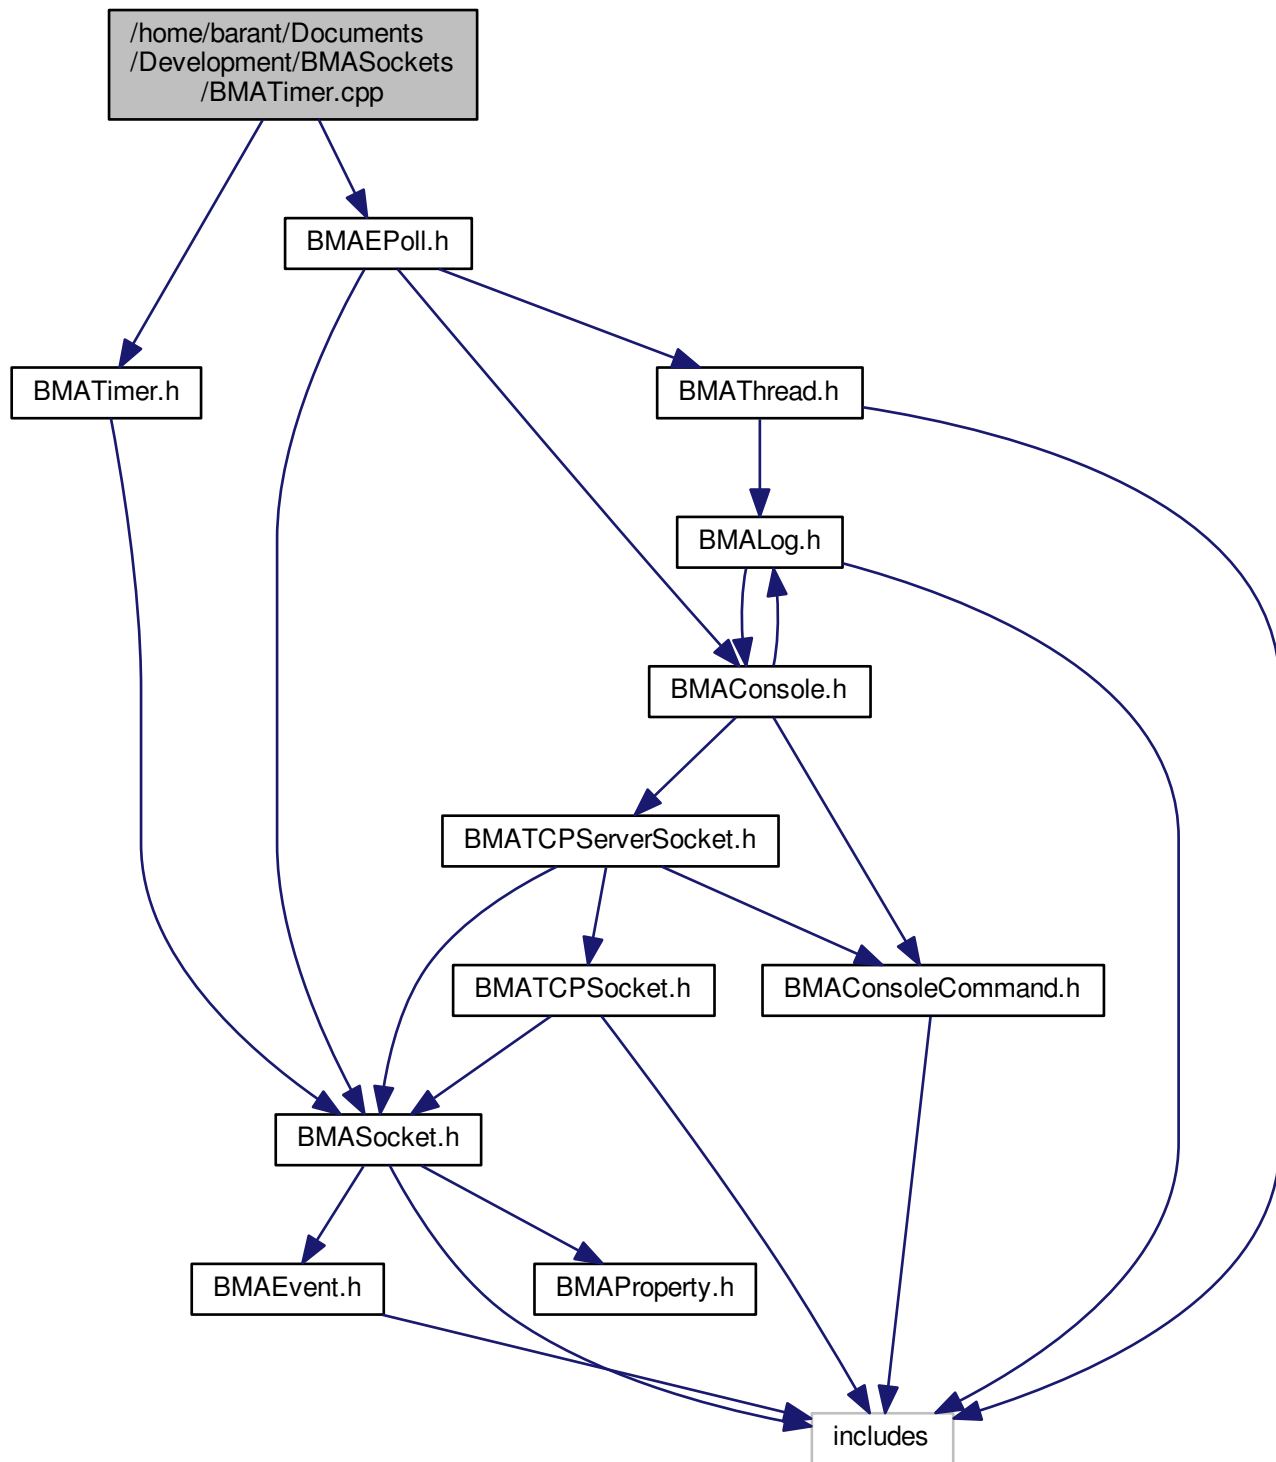 /home/barant/Documents
/Development/BMASockets
/BMATimer.cpp
BMAEPoll.h
BMATimer.h
BMAThread.h
BMALog.h
BMAConsole.h
BMATCPServerSocket.h
BMATCPSocket.h
BMAConsoleCommand.h
BMASocket.h
BMAEvent.h
BMAProperty.h
includes